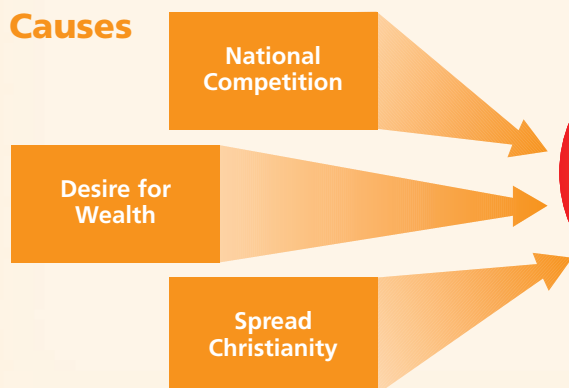 Causes
National
Competition
Desire for
Wealth
Spread
Christianity